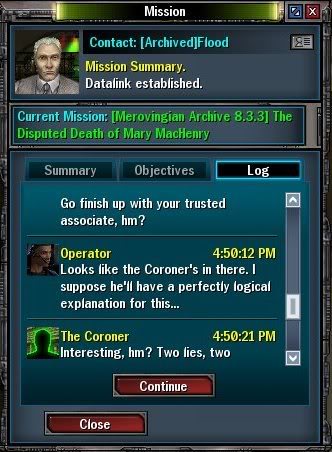 Mission
Contact: [Archived]Flood
Mission Summary.
Datalink established.
Current Mission: [Merovingian Archive 8.3.3] The
Disputed Death of Mary MacHenry
Summary
Objectives
Log
Go finish up with your trusted
associate, hm?
Operator 4:50:12 PM
Looks like the Coroner's in there. I
suppose he'll have a perfectly logical
explanation for this...
The Coroner 4:50:21 PM
Interesting, hm? Two lies, two
Continue
Close